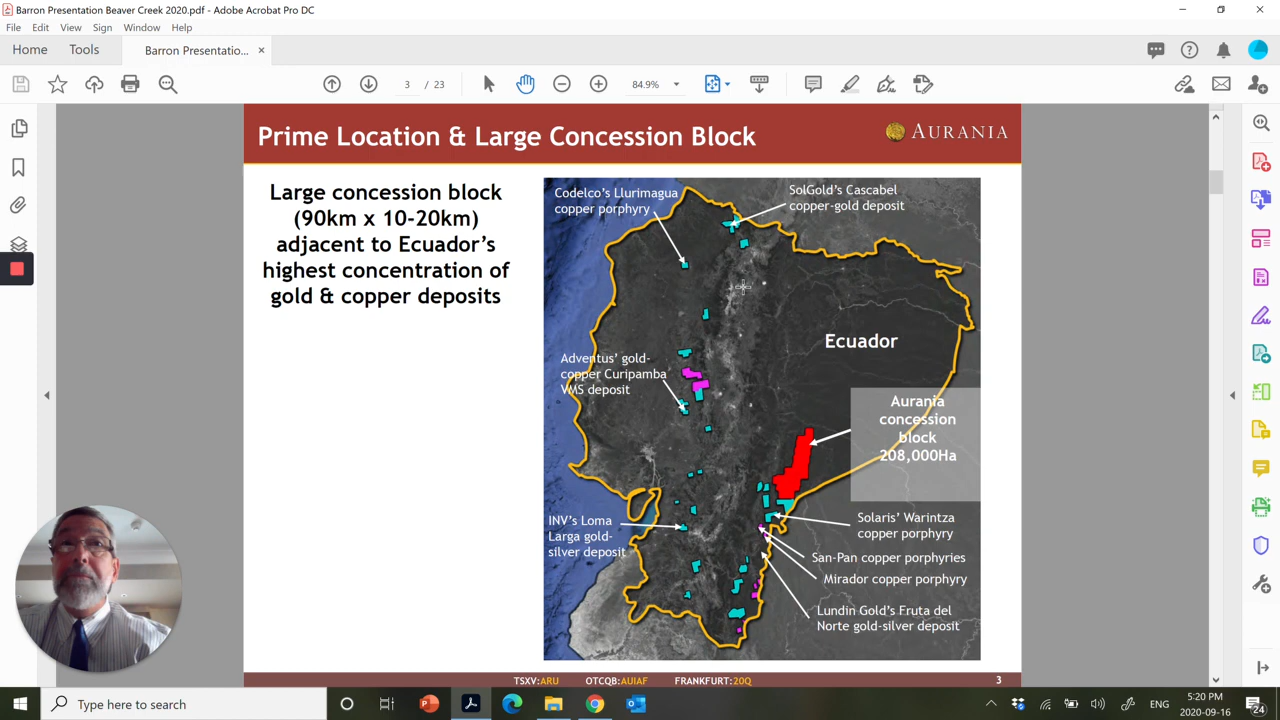 Barron Presentation Beaver Creek 2020.pdf - Adobe Acrobat Pro DC
File Edit View Sign Window Help
Home Tools Barron Presentatio... ×
3 / 23 84.9%
Prime Location & Large Concession Block
AURANIA
Large concession block
(90km x 10-20km)
adjacent to Ecuador's
highest concentration of
gold & copper deposits
Codelco's Llurimagua
copper porphyry
SolGold's Cascabel
copper-gold deposit
Ecuador
Adventus' gold-
copper Curipamba
VMS deposit
Aurania
concession
block
208,000Ha
INV's Loma
Larga gold-
silver deposit
Solaris' Warintza
copper porphyry
San-Pan copper porphyries
Mirador copper porphyry
Lundin Gold's Fruta del
Norte gold-silver deposit
TSXV:ARU OTCQB:AUIAF FRANKFURT:20Q 3
Type here to search
ENG
5:20 PM
2020-09-16
24